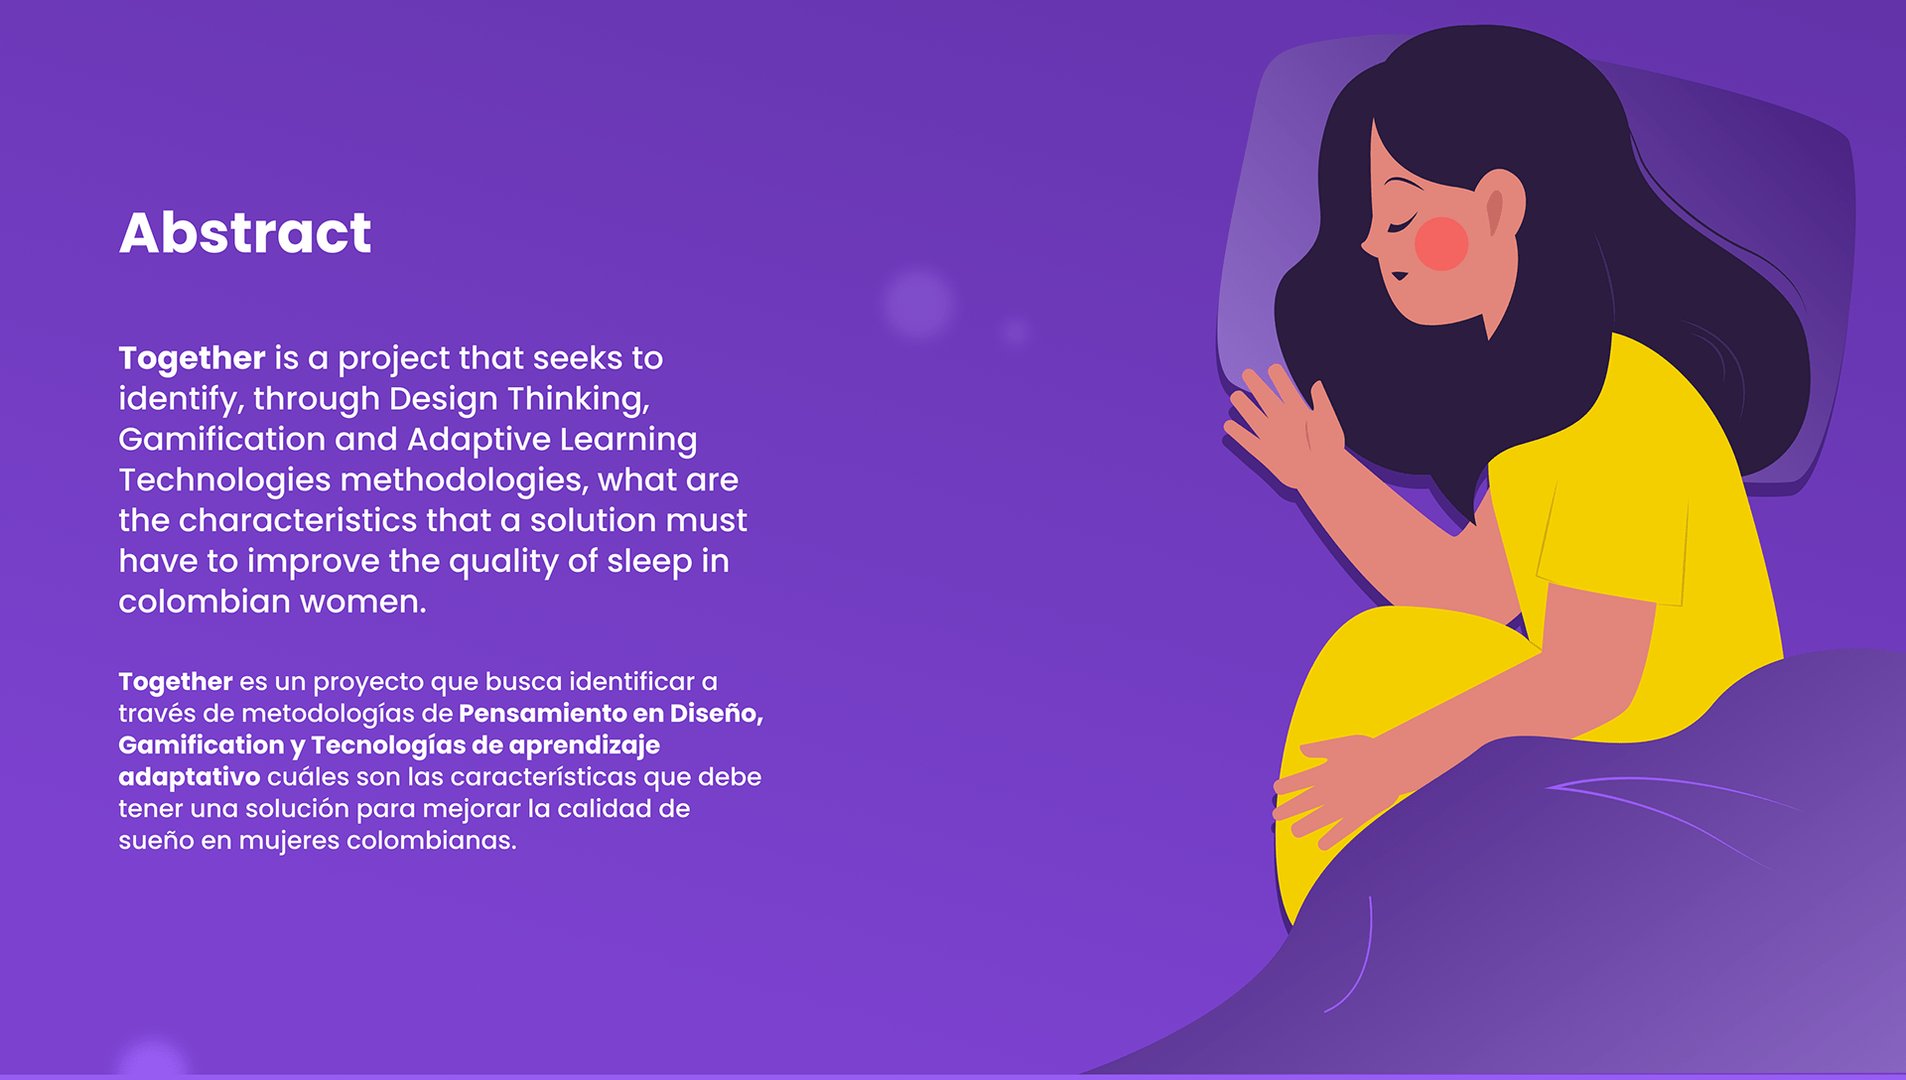 Abstract
Together is a project that seeks to
identify, through Design Thinking,
Gamification and Adaptive Learning
Technologies methodologies, what are
the characteristics that a solution must
have to improve the quality of sleep in
colombian women.
Together es un proyecto que busca identificar a
través de metodologías de Pensamiento en Diseño,
Gamification y Tecnologías de aprendizaje
adaptativo cuáles son las características que debe
tener una solución para mejorar la calidad de
sueño en mujeres colombianas.